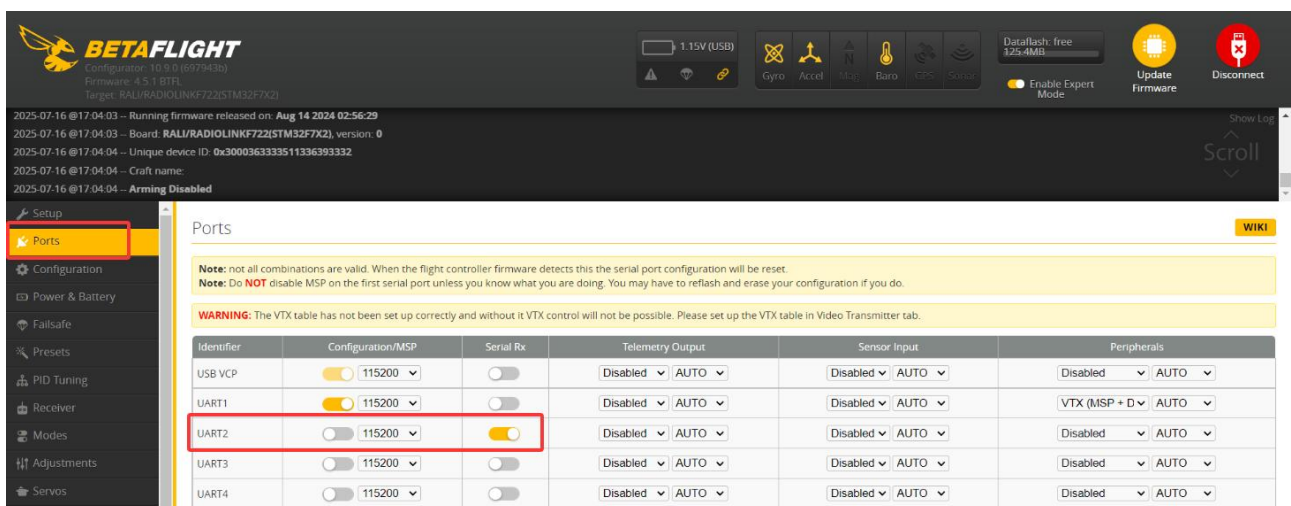 BETAFLIGHT
Configurator: 10.9.0 (697943b)
Firmware: 4.5.1 BTFL
Target: RALI/RADIOLINKF722(STM32F7X2)
1.15V (USB)
Gyro Accel Mag Baro GPS Sonar
Dataflash: free
125.4MB
Enable Expert
Mode
Update
Firmware
Disconnect
2025-07-16 @17:04:03 -- Running firmware released on: Aug 14 2024 02:56:29
2025-07-16 @17:04:03 -- Board: RALI/RADIOLINKF722(STM32F7X2), version: 0
2025-07-16 @17:04:04 -- Unique device ID: 0x3000363333511336393332
2025-07-16 @17:04:04 -- Craft name:
2025-07-16 @17:04:04 -- Arming Disabled
Show Log
Scroll
Setup
Ports
Configuration
Power & Battery
Failsafe
Presets
PID Tuning
Receiver
Modes
Adjustments
Servos
Ports
WIKI
Note: not all combinations are valid. When the flight controller firmware detects this the serial port configuration will be reset.
Note: Do NOT disable MSP on the first serial port unless you know what you are doing. You may have to reflash and erase your configuration if you do.
WARNING: The VTX table has not been set up correctly and without it VTX control will not be possible. Please set up the VTX table in Video Transmitter tab.
Identifier Configuration/MSP Serial Rx Telemetry Output Sensor Input Peripherals
USB VCP 115200 Disabled AUTO Disabled AUTO Disabled AUTO
UART1 115200 Disabled AUTO Disabled AUTO VTX (MSP + D AUTO
UART2 115200 Disabled AUTO Disabled AUTO Disabled AUTO
UART3 115200 Disabled AUTO Disabled AUTO Disabled AUTO
UART4 115200 Disabled AUTO Disabled AUTO Disabled AUTO